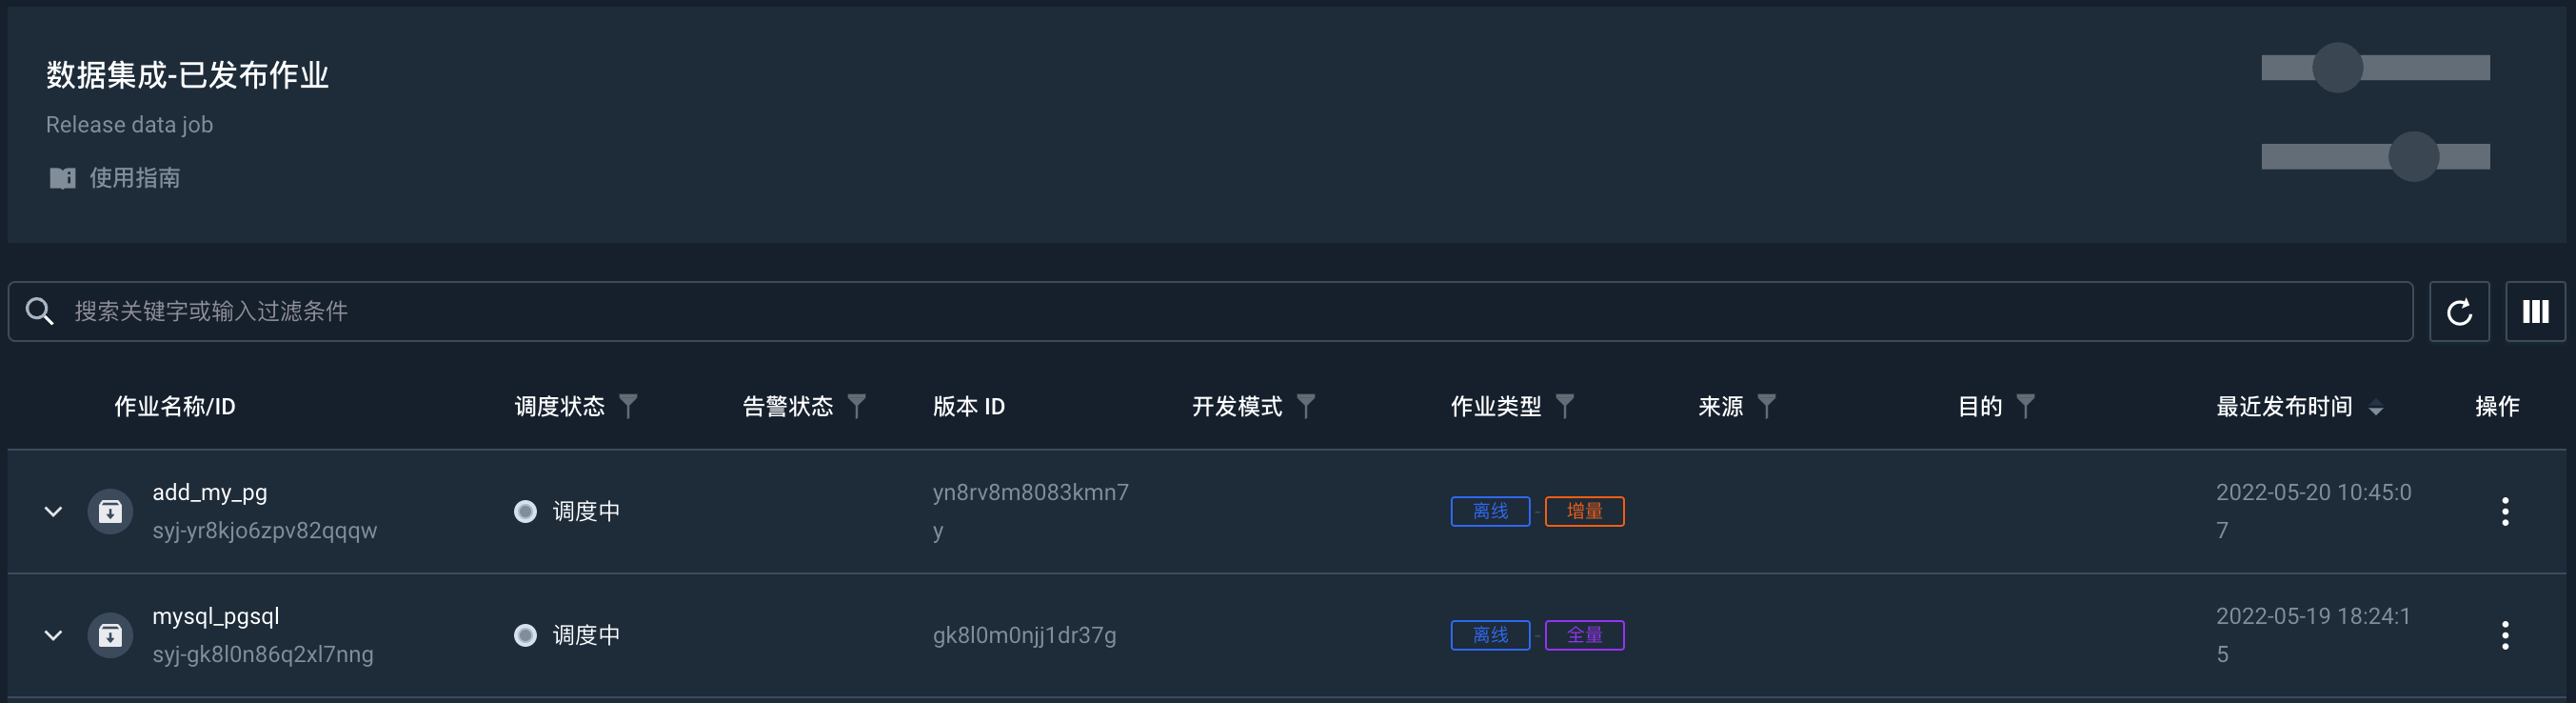 数据集成-已发布作业
Release data job
使用指南
搜索关键字或输入过滤条件
作业名称/ID 调度状态 告警状态 版本 ID 开发模式 作业类型 来源 目的 最近发布时间 操作
add_my_pg
syj-yr8kjo6zpv82qqqw
调度中
yn8rv8m8083kmn7
y
离线 - 增量
2022-05-20 10:45:0
7
mysql_pgsql
syj-gk8l0n86q2xl7nng
调度中
gk8l0m0njj1dr37g
离线 - 全量
2022-05-19 18:24:1
5